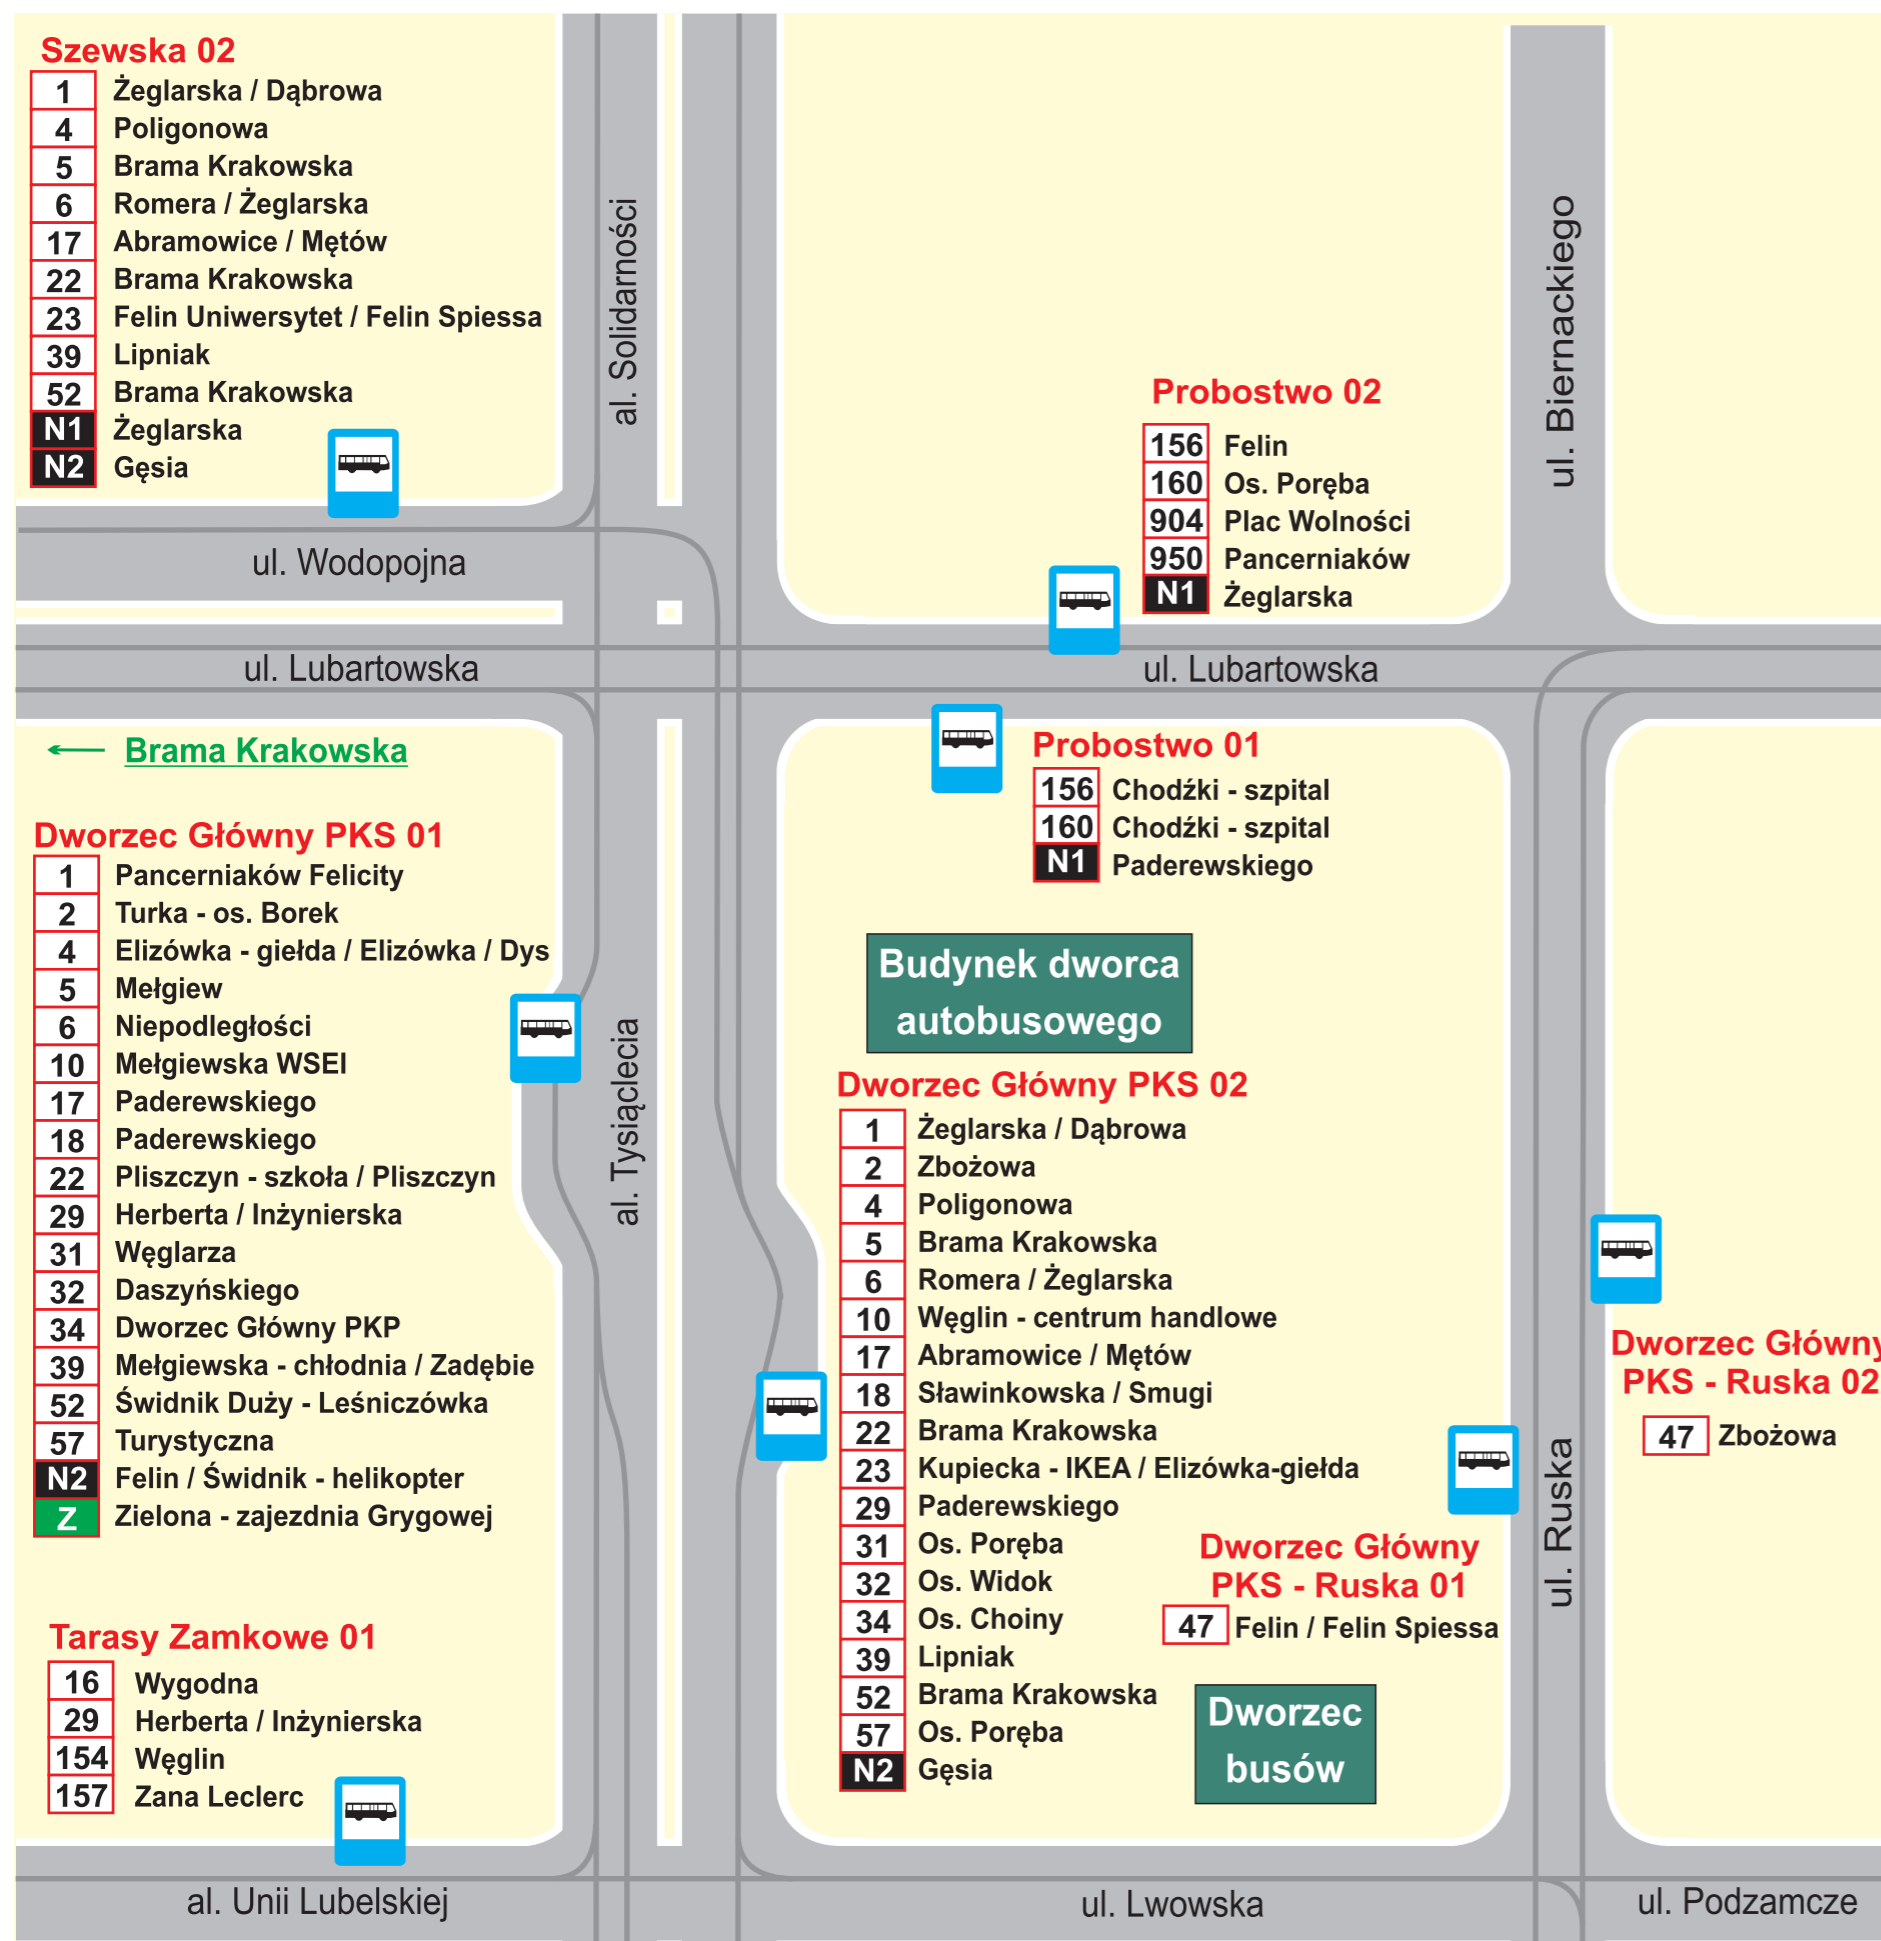 Szewska 02
1 Żeglarska / Dąbrowa
4 Poligonowa
5 Brama Krakowska
6 Romera / Żeglarska
17 Abramowice / Mętów
22 Brama Krakowska
23 Felin Uniwersytet / Felin Spiessa
39 Lipniak
52 Brama Krakowska
N1 Żeglarska
N2 Gęsia
al. Solidarności
ul. Biernackiego
Probostwo 02
156 Felin
160 Os. Poręba
904 Plac Wolności
950 Pancerniaków
N1 Żeglarska
ul. Wodopojna
ul. Lubartowska
ul. Lubartowska
Brama Krakowska
Probostwo 01
156 Chodźki - szpital
160 Chodźki - szpital
N1 Paderewskiego
Dworzec Główny PKS 01
1 Pancerniaków Felicity
2 Turka - os. Borek
4 Elizówka - giełda / Elizówka / Dys
5 Mełgiew
6 Niepodległości
10 Mełgiewska WSEI
17 Paderewskiego
18 Paderewskiego
22 Pliszczyn - szkoła / Pliszczyn
29 Herberta / Inżynierska
31 Węglarza
32 Daszyńskiego
34 Dworzec Główny PKP
39 Mełgiewska - chłodnia / Zadębie
52 Świdnik Duży - Leśniczówka
57 Turystyczna
N2 Felin / Świdnik - helikopter
Z Zielona - zajezdnia Grygowej
al. Tysiąclecia
Budynek dworca
autobusowego
Dworzec Główny PKS 02
1 Żeglarska / Dąbrowa
2 Zbożowa
4 Poligonowa
5 Brama Krakowska
6 Romera / Żeglarska
10 Węglin - centrum handlowe
17 Abramowice / Mętów
18 Sławinkowska / Smugi
22 Brama Krakowska
23 Kupiecka - IKEA / Elizówka-giełda
29 Paderewskiego
31 Os. Poręba
32 Os. Widok
34 Os. Choiny
39 Lipniak
52 Brama Krakowska
57 Os. Poręba
N2 Gęsia
Dworzec Główny
PKS - Ruska 01
47 Felin / Felin Spiessa
Dworzec
busów
ul. Ruska
Dworzec Główny
PKS - Ruska 02
47 Zbożowa
Tarasy Zamkowe 01
16 Wygodna
29 Herberta / Inżynierska
154 Węglin
157 Zana Leclerc
al. Unii Lubelskiej
ul. Lwowska
ul. Podzamcze